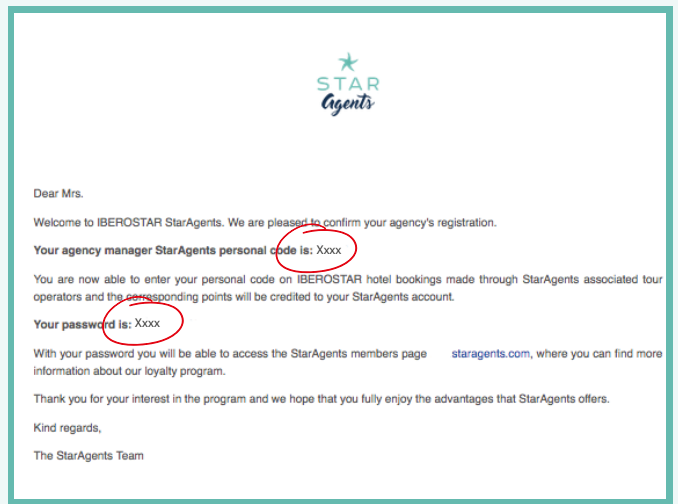 STAR
Agents
Dear Mrs.
Welcome to IBEROSTAR StarAgents. We are pleased to confirm your agency's registration.
Your agency manager StarAgents personal code is: Xxxx
You are now able to enter your personal code on IBEROSTAR hotel bookings made through StarAgents associated tour
operators and the corresponding points will be credited to your StarAgents account.
Your password is: Xxxx
With your password you will be able to access the StarAgents members page staragents.com, where you can find more
information about our loyalty program.
Thank you for your interest in the program and we hope that you fully enjoy the advantages that StarAgents offers.
Kind regards,
The StarAgents Team